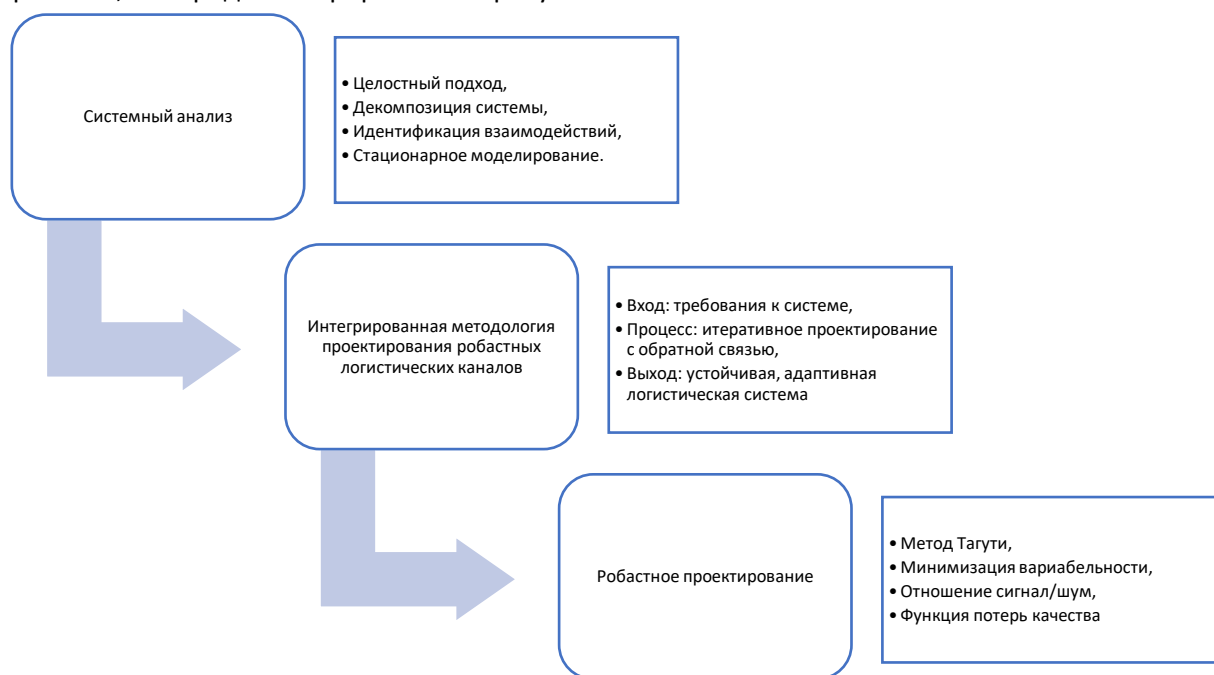 Системный анализ
• Целостный подход,
• Декомпозиция системы,
• Идентификация взаимодействий,
• Стационарное моделирование.
Интегрированная методология
проектирования робастных
логистических каналов
• Вход: требования к системе,
• Процесс: итеративное проектирование
с обратной связью,
• Выход: устойчивая, адаптивная
логистическая система
Робастное проектирование
• Метод Тагути,
• Минимизация вариабельности,
• Отношение сигнал/шум,
• Функция потерь качества